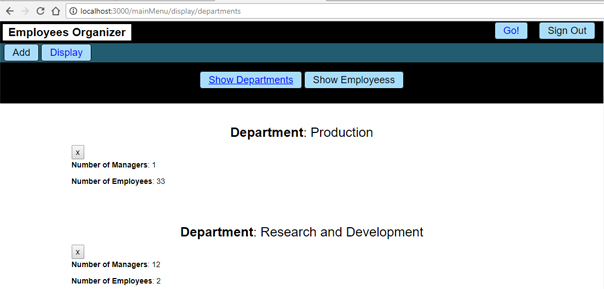 localhost:3000/mainMenu/display/departments
Employees Organizer Go! Sign Out
Add Display
Show Departments Show Employeess
Department: Production
x
Number of Managers: 1
Number of Employees: 33
Department: Research and Development
x
Number of Managers: 12
Number of Employees: 2